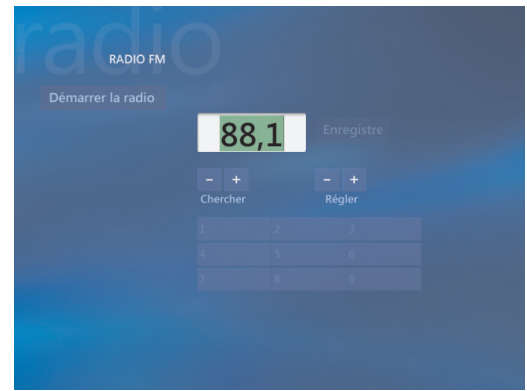 radio
RADIO FM
Démarrer la radio
88,1
Enregistre
- + - +
Chercher Régler
1 2 3
4 5 6
7 8 9